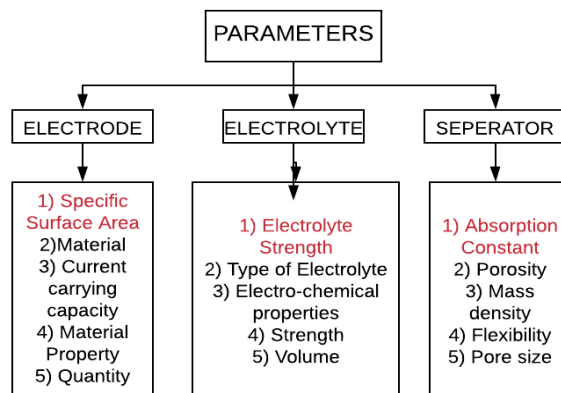 PARAMETERS
ELECTRODE
ELECTROLYTE
SEPERATOR
1) Specific
Surface Area
2)Material
3) Current
carrying
capacity
4) Material
Property
5) Quantity
1) Electrolyte
Strength
2) Type of Electrolyte
3) Electro-chemical
properties
4) Strength
5) Volume
1) Absorption
Constant
2) Porosity
3) Mass
density
4) Flexibility
5) Pore size